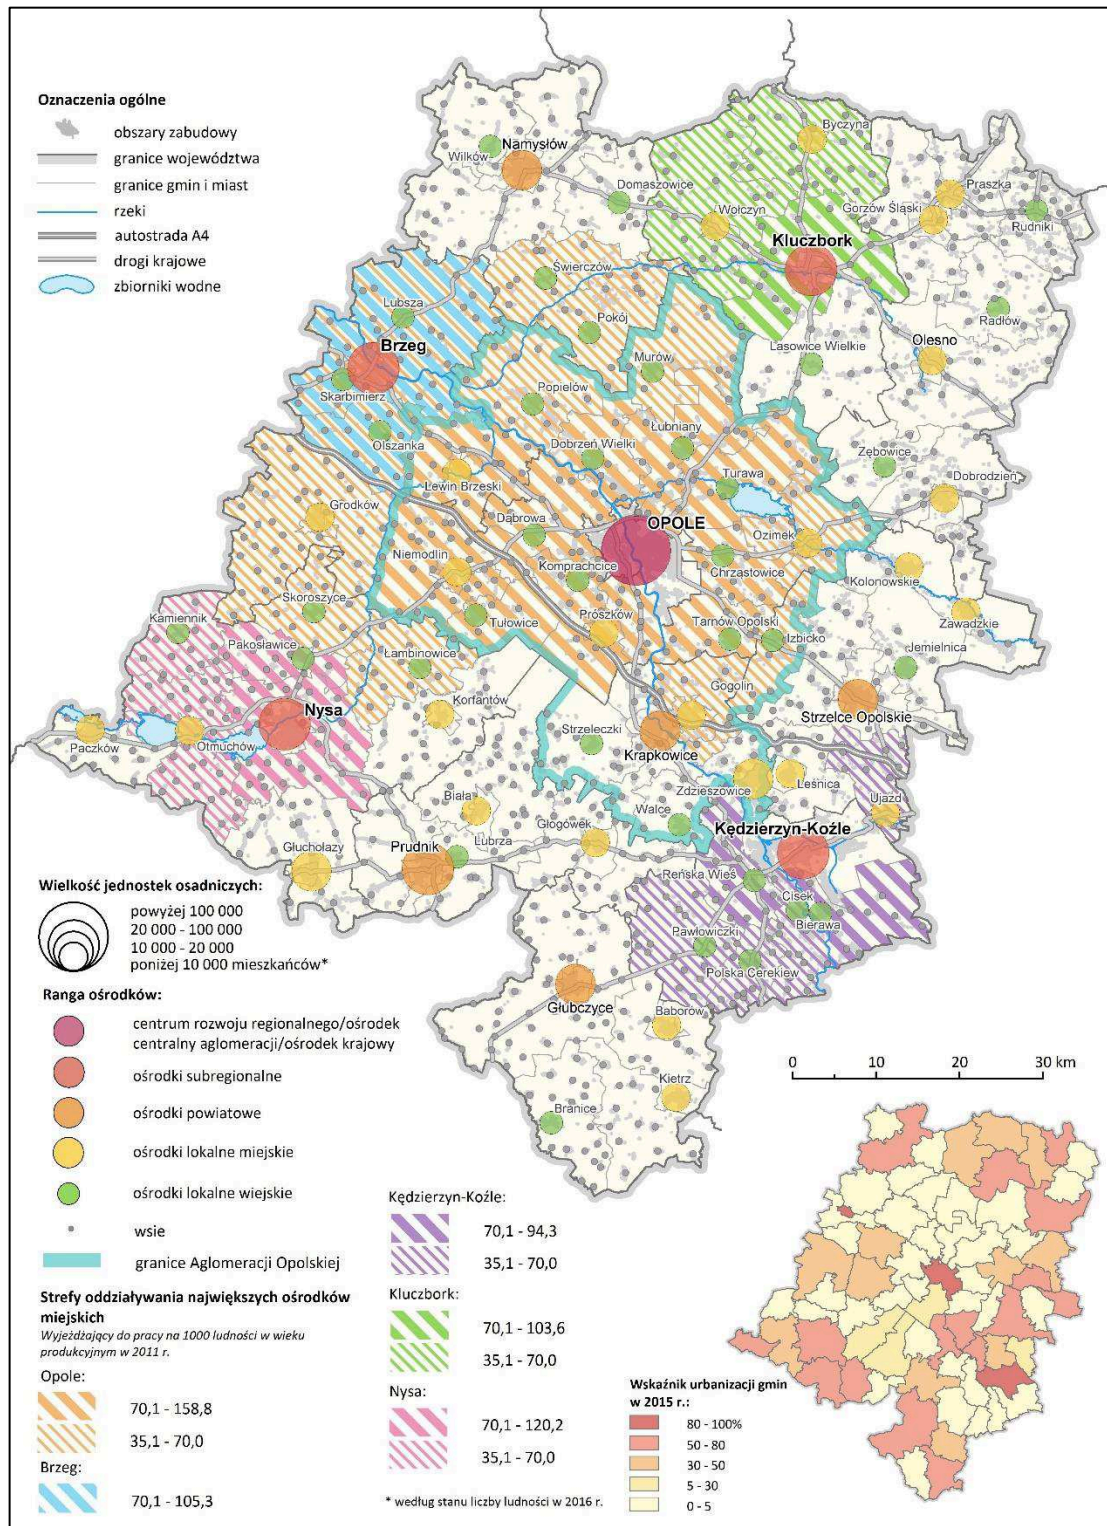 Oznaczenia ogólne
obszary zabudowy
granice województwa
granice gmin i miast
rzeki
autostrada A4
drogi krajowe
zbiorniki wodne
Byczyna
Namysłów
Wilków
Domaszowice
Praszka
Wołczyn
Gorzów Śląski
Rudniki
Kluczbork
Świerczów
Lubsza
Radłów
Pokój
Olesno
Lasowice Wielkie
Brzeg
Murów
Skarbimierz
Popielów
Olszanka
Łubniany
Dobrzeń Wielki
Zębowice
Turawa
Dobrodzień
Lewin Brzeski
Grodków
Dąbrowa
OPOLE
Ozimek
Niemodlin
Komprachcice
Chrząstowice
Kolonowskie
Skoroszyce
Prószków
Kamiennik
Tułowice
Tarnów Opolski
Izbicko
Zawadzkie
Pakosławice
Jemielnica
Łambinowice
Gogolin
Korfantów
Nysa
Strzelce Opolskie
Strzeleczki
Paczków
Otmuchów
Krapkowice
Zdzieszowice
Leśnica
Biała
Walce
Ujazd
Głogówek
Kędzierzyn-Koźle
Prudnik
Lubrza
Głuchołazy
Reńska Wieś
Cisek
Bierawa
Pawłowiczki
Polska Cerekiew
Głubczyce
Baborów
Kietrz
Branice
Wielkość jednostek osadniczych:
powyżej 100 000
20 000 - 100 000
10 000 - 20 000
poniżej 10 000 mieszkańców*
Ranga ośrodków:
centrum rozwoju regionalnego/ośrodek
centralny aglomeracji/ośrodek krajowy
ośrodki subregionalne
ośrodki powiatowe
ośrodki lokalne miejskie
ośrodki lokalne wiejskie
wsie
granice Aglomeracji Opolskiej
Strefy oddziaływania największych ośrodków
miejskich
Wyjeżdżający do pracy na 1000 ludności w wieku
produkcyjnym w 2011 r.
Opole:
70,1 - 158,8
35,1 - 70,0
Brzeg:
70,1 - 105,3
Kędzierzyn-Koźle:
70,1 - 94,3
35,1 - 70,0
Kluczbork:
70,1 - 103,6
35,1 - 70,0
Nysa:
70,1 - 120,2
35,1 - 70,0
* według stanu liczby ludności w 2016 r.
0 10 20 30 km
Wskaźnik urbanizacji gmin
w 2015 r.:
80 - 100%
50 - 80
30 - 50
5 - 30
0 - 5